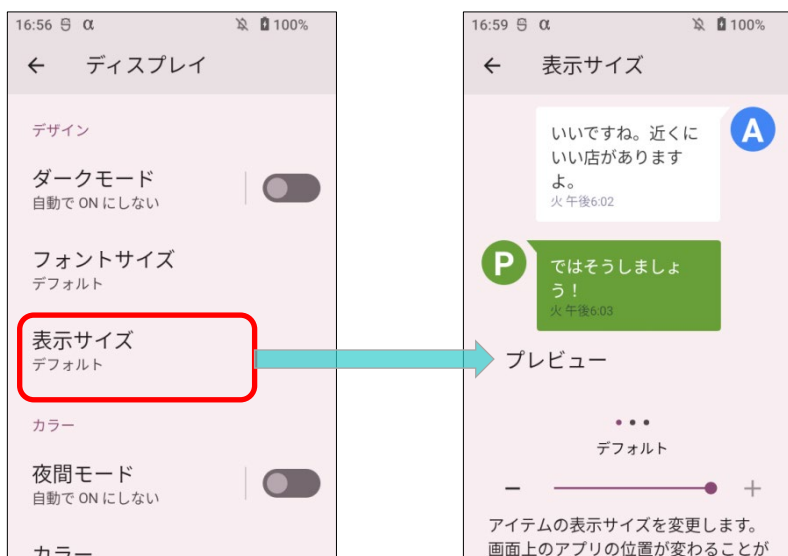 16:56 α 100%
← ディスプレイ
デザイン
ダークモード
自動で ON にしない
フォントサイズ
デフォルト
表示サイズ
デフォルト
カラー
夜間モード
自動で ON にしない
カラー
16:59 α 100%
← 表示サイズ
A
いいですね。近くに
いい店があります
よ。
火 午後6:02
P
ではそうしましょ
う！
火 午後6:03
プレビュー
デフォルト
− +
アイテムの表示サイズを変更します。
画面上のアプリの位置が変わることが